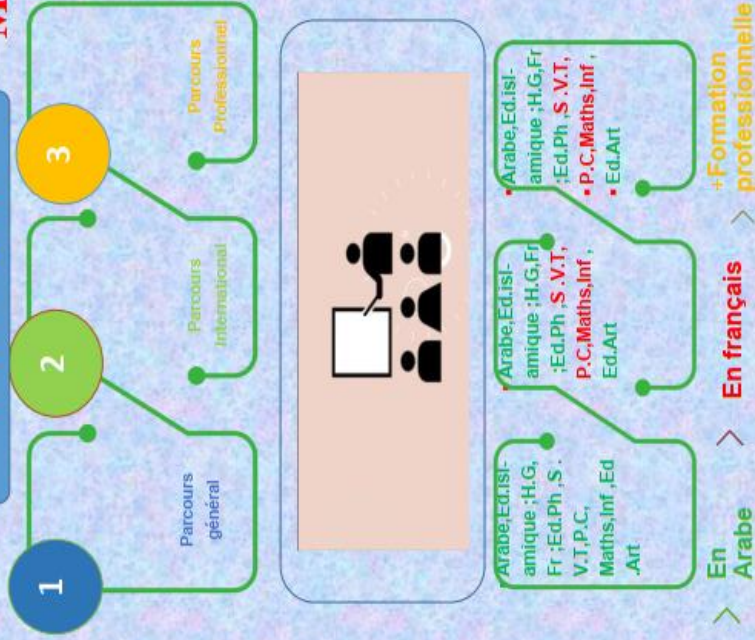 M
1
2
3
Parcours
général
Parcours
International
Parcours
Professionnel
Arabe,Ed.isl-
amique ;H.G,
Fr ;Ed.Ph ,S .
V.T,P.C,
Maths,Inf ,Ed
.Art
Arabe,Ed.isl-
amique ;H.G,Fr
;Ed.Ph ,S .V.T,
P.C,Maths,Inf ,
Ed.Art
Arabe,Ed.isl-
amique ;H.G,Fr
;Ed.Ph ,S .V.T,
P.C,Maths,Inf ,
Ed.Art
En
Arabe
En français
+Formation
professionnelle